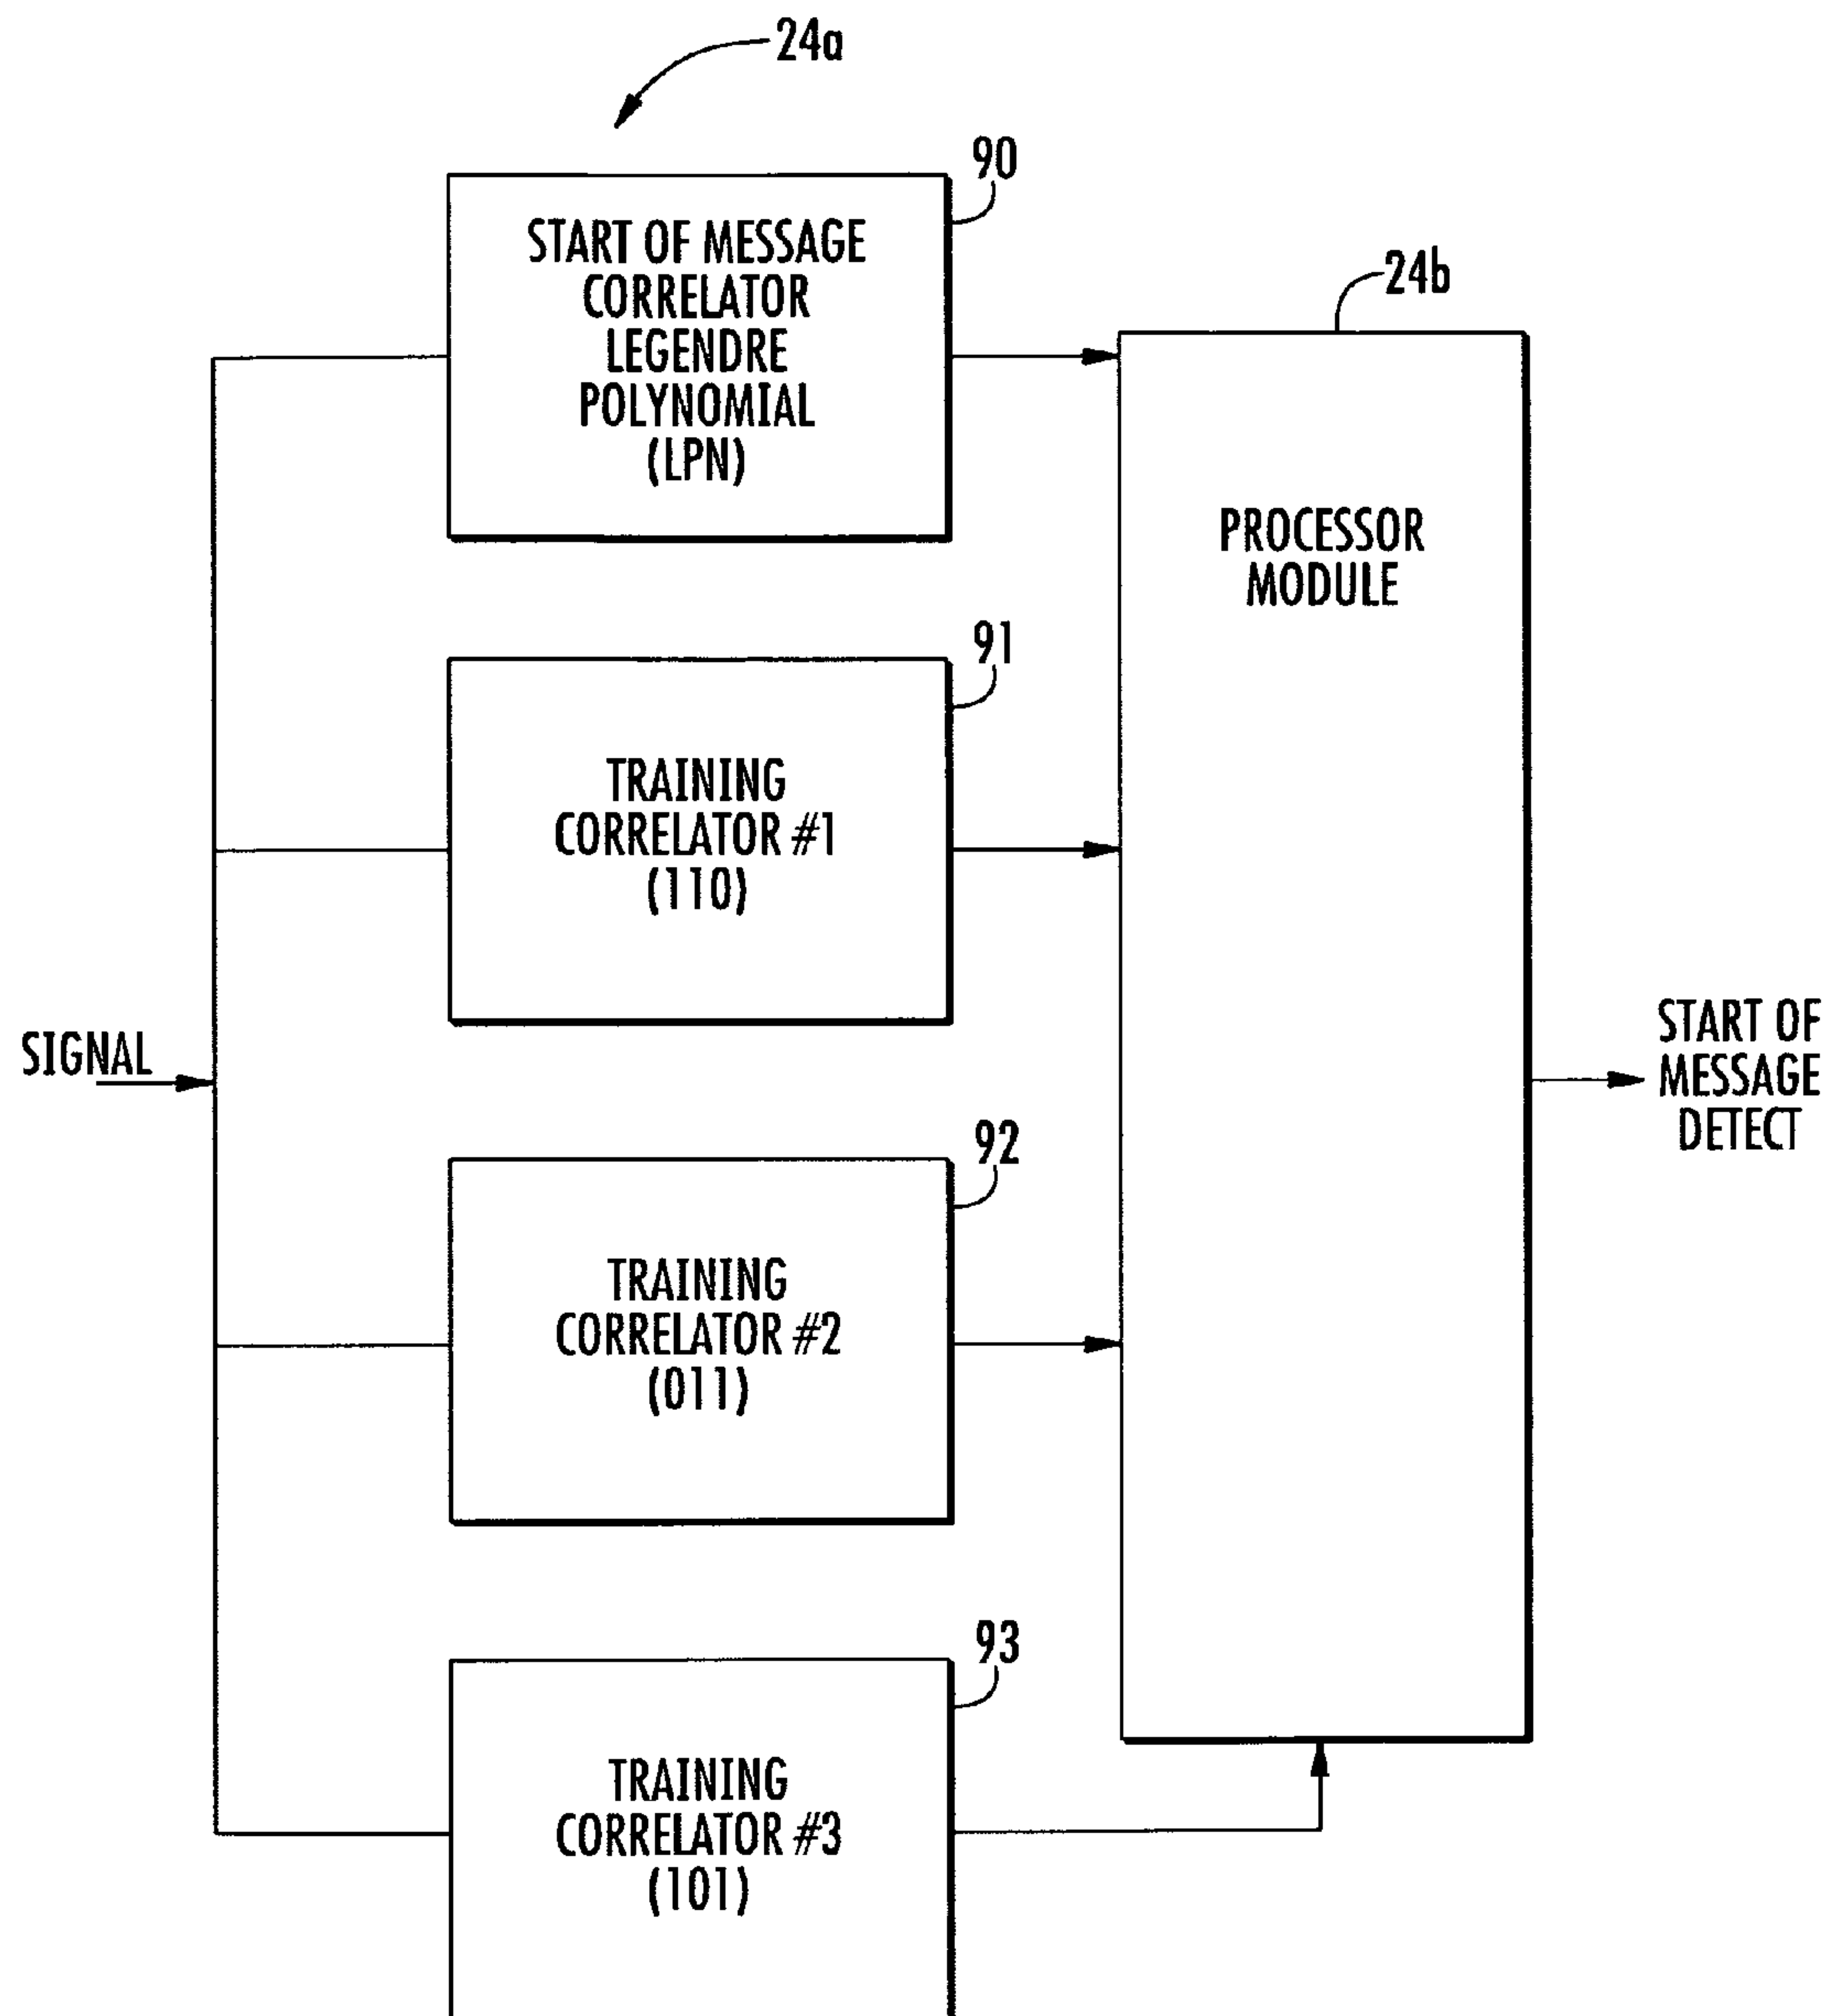 24a
90
START OF MESSAGE
CORRELATOR
LEGENDRE
POLYNOMIAL
(LPN)
24b
PROCESSOR
MODULE
91
TRAINING
CORRELATOR #1
(110)
SIGNAL
START OF
MESSAGE
DETECT
92
TRAINING
CORRELATOR #2
(011)
93
TRAINING
CORRELATOR #3
(101)